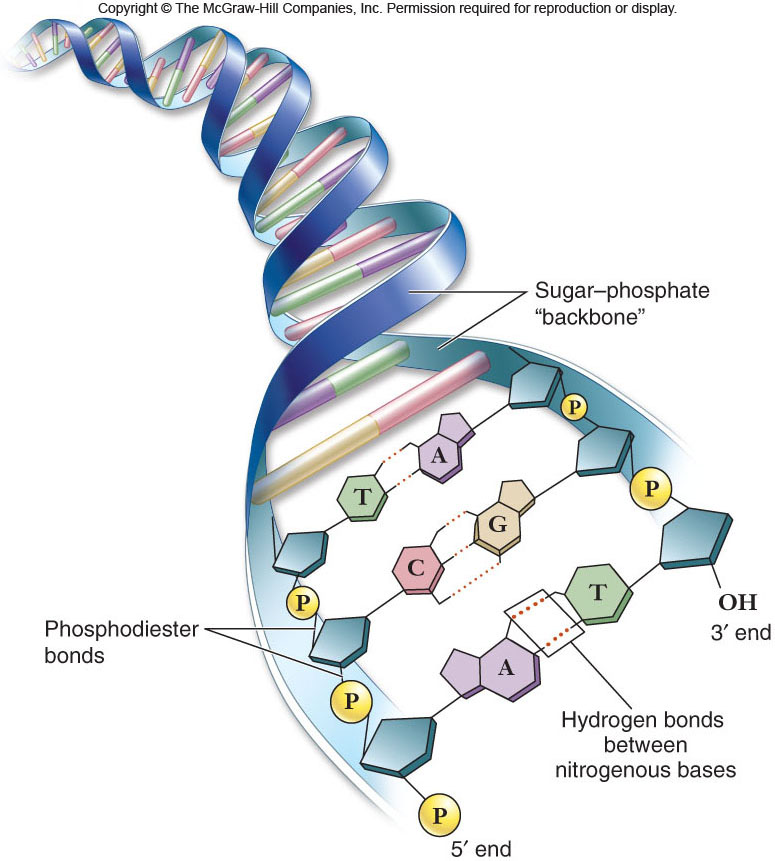 Copyright © The McGraw-Hill Companies, Inc. Permission required for reproduction or display.
Sugar–phosphate
“backbone”
P
A
T
P
G
C
P
T
OH
3′ end
Phosphodiester
bonds
A
P
Hydrogen bonds
between
nitrogenous bases
P
5′ end